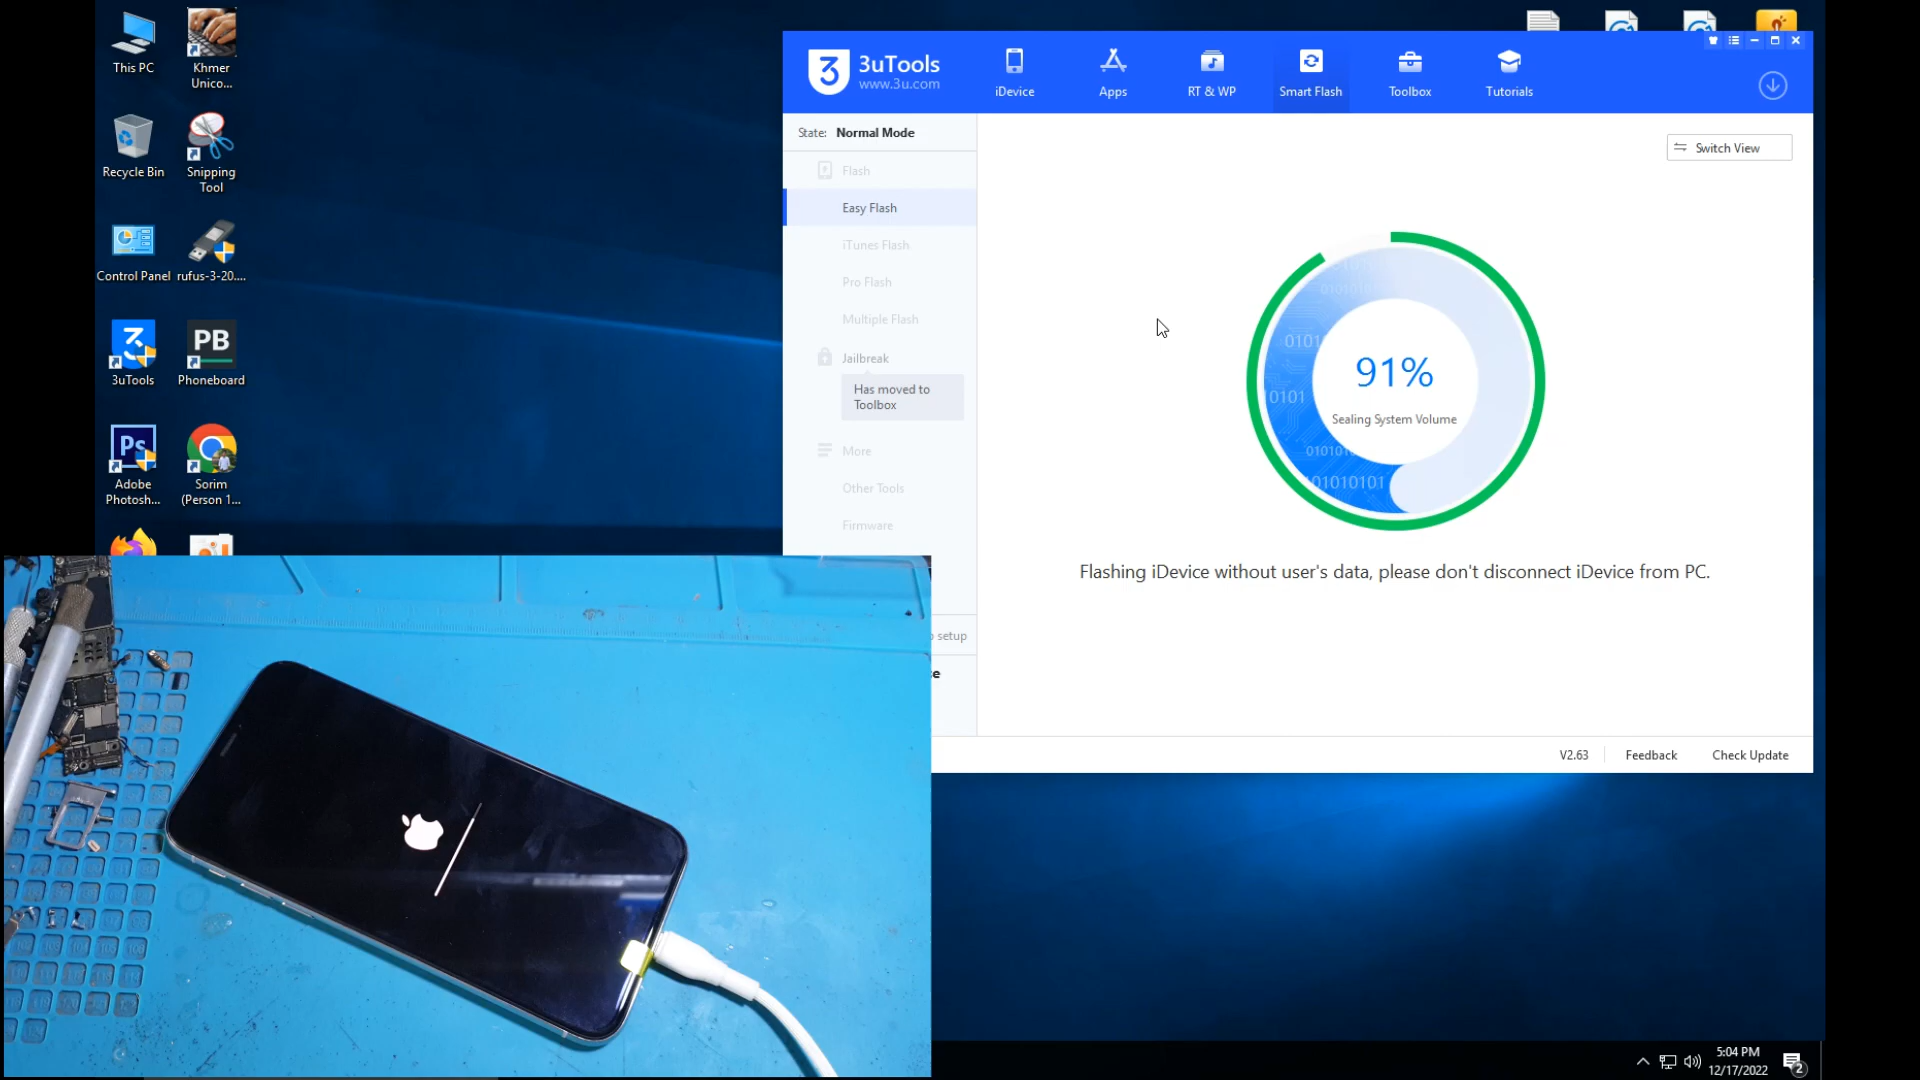 This PC
Khmer
Unico...
Recycle Bin
Snipping
Tool
Control Panel
rufus-3-20....
3uTools
PB
Phoneboard
Ps
Adobe
Photosh...
Sorim
(Person 1...
3
3uTools
www.3u.com
iDevice
Apps
RT & WP
Smart Flash
Toolbox
Tutorials
State: Normal Mode
Switch View
Flash
Easy Flash
iTunes Flash
Pro Flash
Multiple Flash
Jailbreak
Has moved to
Toolbox
More
Other Tools
Firmware
91%
Sealing System Volume
Flashing iDevice without user's data, please don't disconnect iDevice from PC.
setup
V2.63
Feedback
Check Update
5:04 PM
12/17/2022
2